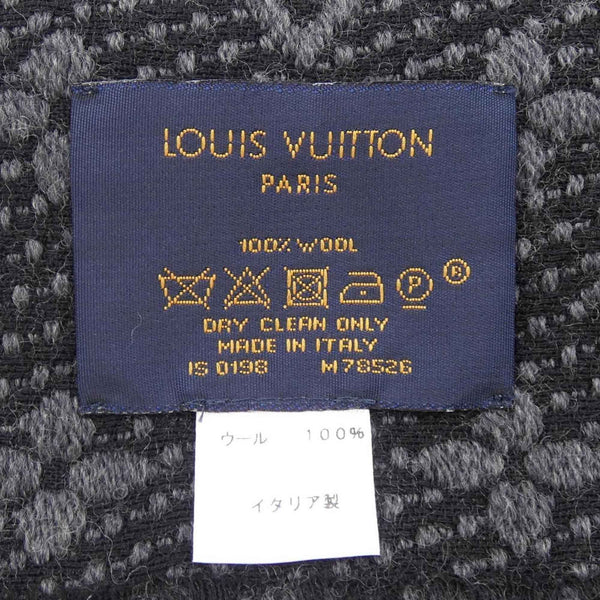 LOUIS VUITTON
PARIS
100% WOOL
P ®
DRY CLEAN ONLY
MADE IN ITALY
IS 0198 M78526
ウール 100%
イタリア製